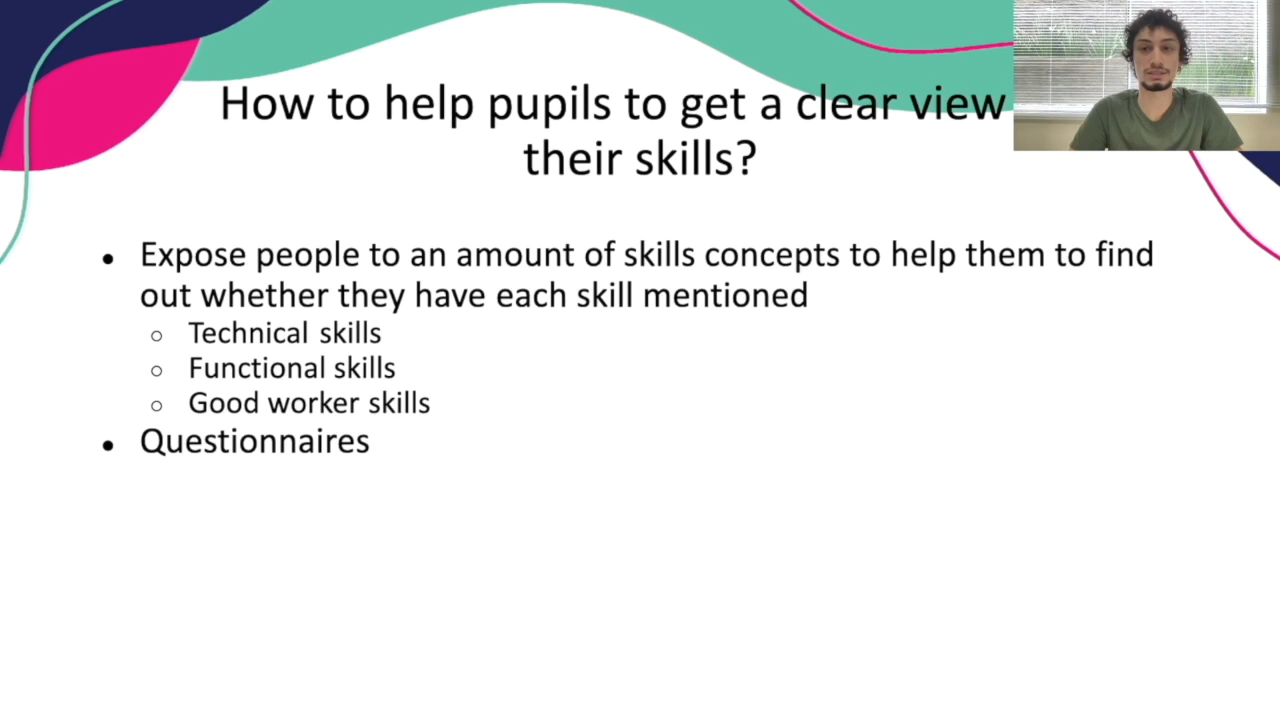 How to help pupils to get a clear view
their skills?
• Expose people to an amount of skills concepts to help them to find
out whether they have each skill mentioned
○ Technical skills
○ Functional skills
○ Good worker skills
• Questionnaires